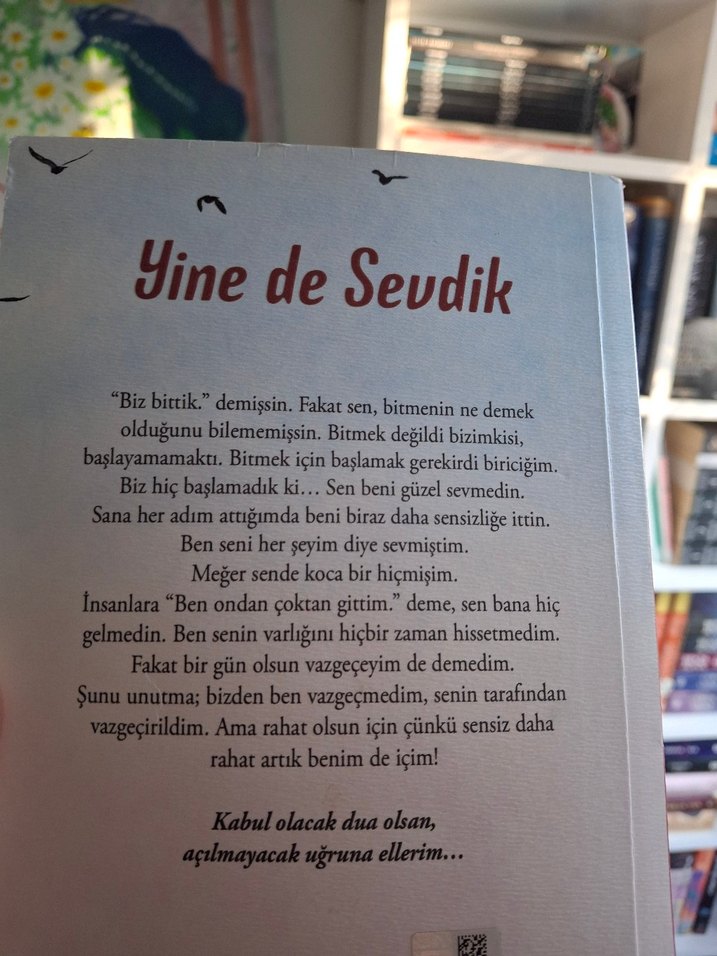 Yine de Sevdik
“Biz bittik.” demişsin. Fakat sen, bitmenin ne demek
olduğunu bilememişsin. Bitmek değildi bizimkisi,
başlayamamaktı. Bitmek için başlamak gerekirdi biriciğim.
Biz hiç başlamadık ki… Sen beni güzel sevmedin.
Sana her adım attığımda beni biraz daha sensizliğe ittin.
Ben seni her şeyim diye sevmiştim.
Meğer sende koca bir hiçmişim.
İnsanlara “Ben ondan çoktan gittim.” deme, sen bana hiç
gelmedin. Ben senin varlığını hiçbir zaman hissetmedim.
Fakat bir gün olsun vazgeçeyim de demedim.
Şunu unutma; bizden ben vazgeçmedim, senin tarafından
vazgeçirildim. Ama rahat olsun için çünkü sensiz daha
rahat artık benim de içim!
Kabul olacak dua olsan,
açılmayacak uğruna ellerim…